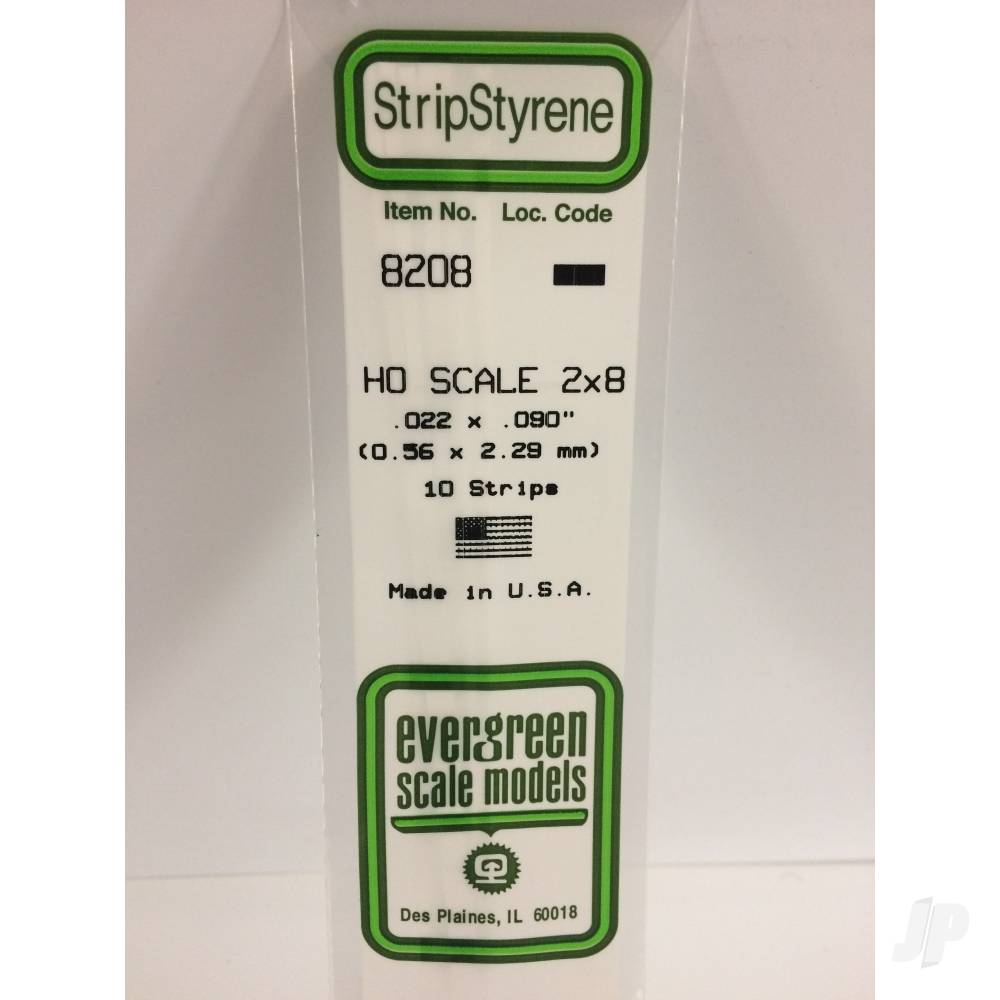 StripStyrene
Item No. Loc. Code
8208
HO SCALE 2x8
.022 x .090"
(0.56 x 2.29 mm)
10 Strips
Made in U.S.A.
evergreen
scale models
Des Plaines, IL 60018
JP